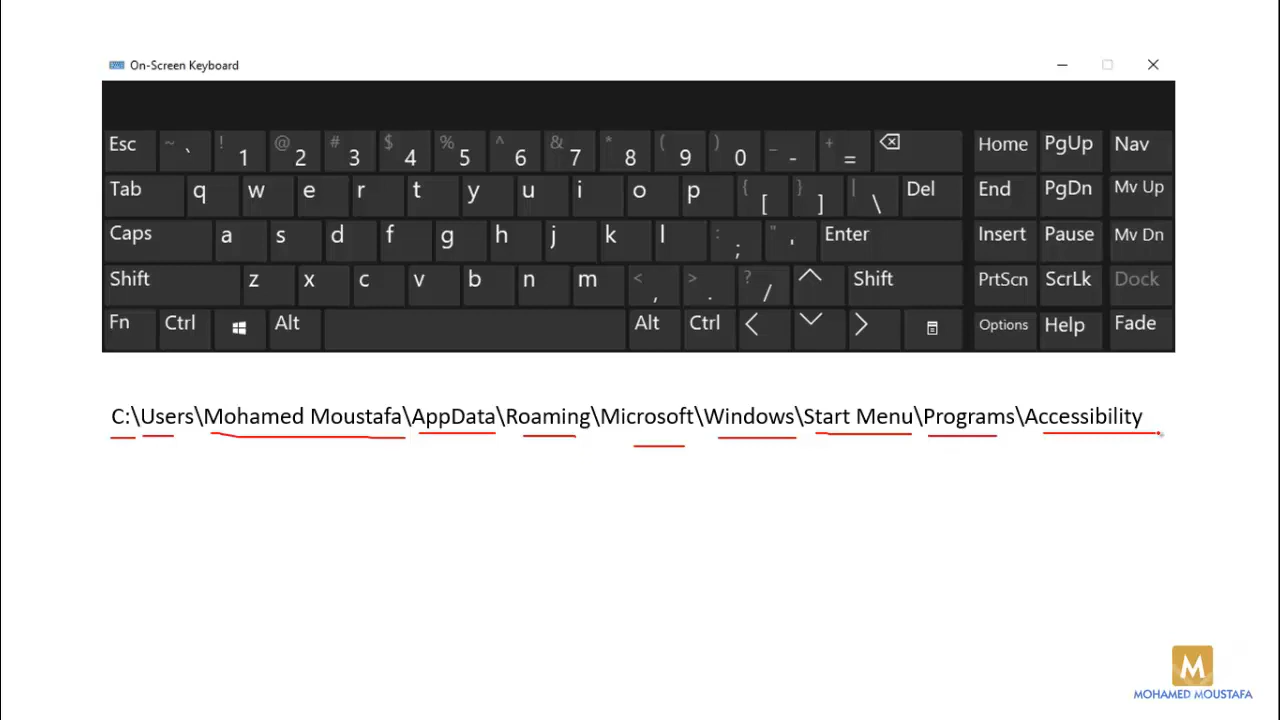 On-Screen Keyboard
Esc ~ ` ! 1 @ 2 # 3 $ 4 % 5 ^ 6 & 7 * 8 ( 9 ) 0 _ - + = Home PgUp Nav
Tab q w e r t y u i o p { [ } ] | \ Del End PgDn Mv Up
Caps a s d f g h j k l : ; " ' Enter Insert Pause Mv Dn
Shift z x c v b n m < , > . ? / Shift PrtScn ScrLk Dock
Fn Ctrl Alt Alt Ctrl Options Help Fade
C:\Users\Mohamed Moustafa\AppData\Roaming\Microsoft\Windows\Start Menu\Programs\Accessibility
M
MOHAMED MOUSTAFA